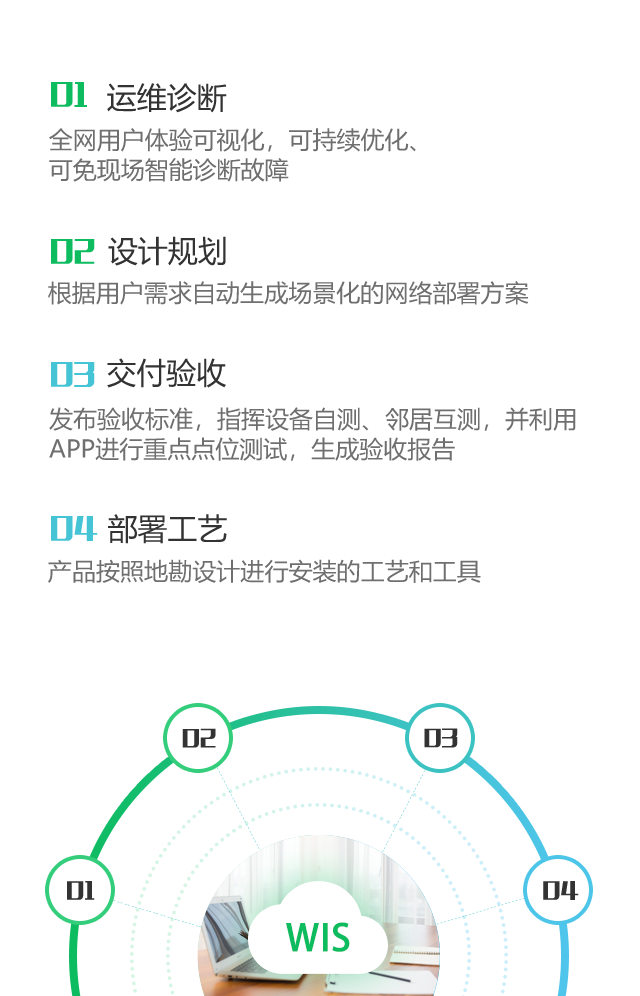 01 运维诊断
全网用户体验可视化，可持续优化、
可免现场智能诊断故障
02 设计规划
根据用户需求自动生成场景化的网络部署方案
03 交付验收
发布验收标准，指挥设备自测、邻居互测，并利用
APP进行重点点位测试，生成验收报告
04 部署工艺
产品按照地勘设计进行安装的工艺和工具
02
03
01
04
WIS